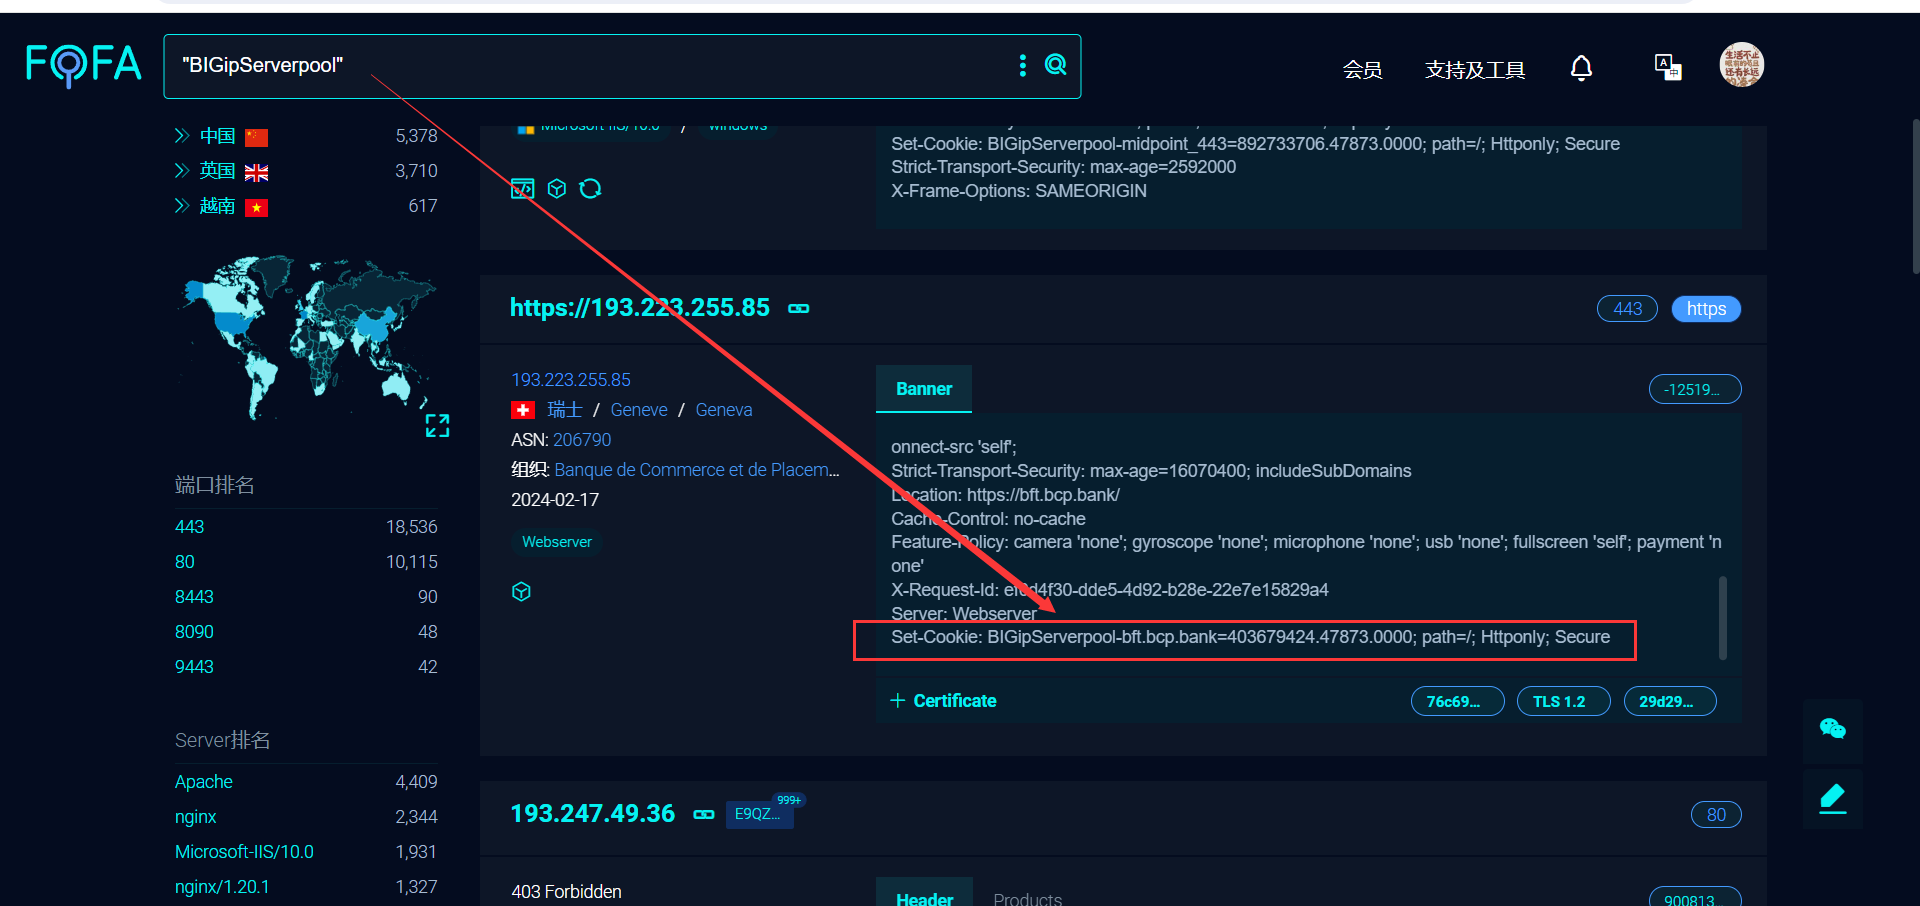 FOFA
"BIGipServerpool"
会员
支持及工具
中国 5,378
英国 3,710
越南 617
端口排名
443 18,536
80 10,115
8443 90
8090 48
9443 42
Server排名
Apache 4,409
nginx 2,344
Microsoft-IIS/10.0 1,931
nginx/1.20.1 1,327
Microsoft-IIS/10.0 / windows
Set-Cookie: BIGipServerpool-midpoint_443=892733706.47873.0000; path=/; Httponly; Secure
Strict-Transport-Security: max-age=2592000
X-Frame-Options: SAMEORIGIN
https://193.223.255.85
443 https
193.223.255.85
瑞士 / Geneve / Geneva
ASN: 206790
组织: Banque de Commerce et de Placem...
2024-02-17
Webserver
Banner
-12519...
onnect-src 'self';
Strict-Transport-Security: max-age=16070400; includeSubDomains
Location: https://bft.bcp.bank/
Cache-Control: no-cache
Feature-Policy: camera 'none'; gyroscope 'none'; microphone 'none'; usb 'none'; fullscreen 'self'; payment 'n
one'
X-Request-Id: ef0d4f30-dde5-4d92-b28e-22e7e15829a4
Server: Webserver
Set-Cookie: BIGipServerpool-bft.bcp.bank=403679424.47873.0000; path=/; Httponly; Secure
+ Certificate
76c69... TLS 1.2 29d29...
193.247.49.36
E9QZ... 999+
80
403 Forbidden
Header Products
900813...